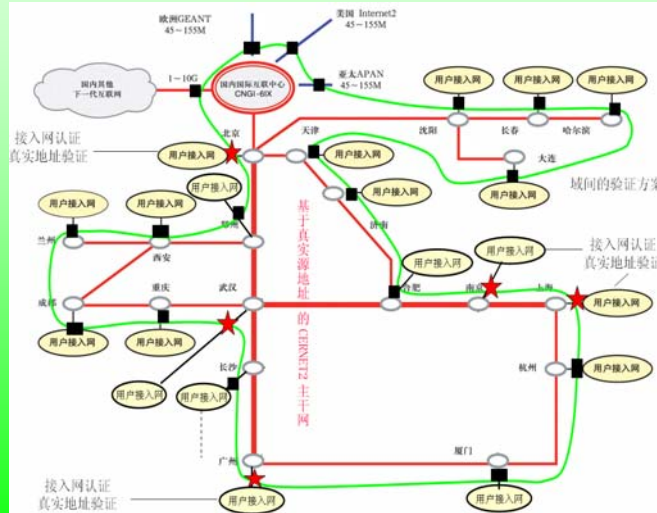 欧洲GEANT
45~155M
美国 Internet2
45~155M
国内其他
下一代互联网
1~10G
国内国际互联中心
CNGI-6IX
亚太APAN
45~155M
用户接入网
用户接入网
用户接入网
接入网认证
真实地址验证
北京
天津
沈阳
长春
哈尔滨
用户接入网
用户接入网
用户接入网
大连
用户接入网
用户接入网
域间的验证方案
用户接入网
用户接入网
郑州
济南
兰州
西安
基于真实源地址 的 CERNET2 主干网
用户接入网
用户接入网
接入网认证
真实地址验证
成都
重庆
武汉
合肥
南京
上海
用户接入网
用户接入网
用户接入网
用户接入网
长沙
用户接入网
杭州
用户接入网
广州
厦门
接入网认证
真实地址验证
用户接入网
用户接入网